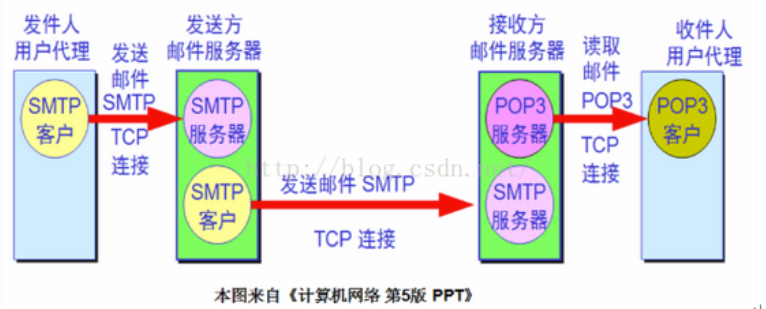 发件人
用户代理
发送
邮件
SMTP
TCP
连接
SMTP
客户
发送方
邮件服务器
SMTP
服务器
SMTP
客户
发送邮件 SMTP
TCP 连接
接收方
邮件服务器
POP3
服务器
SMTP
服务器
读取
邮件
POP3
TCP
连接
收件人
用户代理
POP3
客户
http://blog.csdn.net/
本图来自《计算机网络 第5版 PPT》